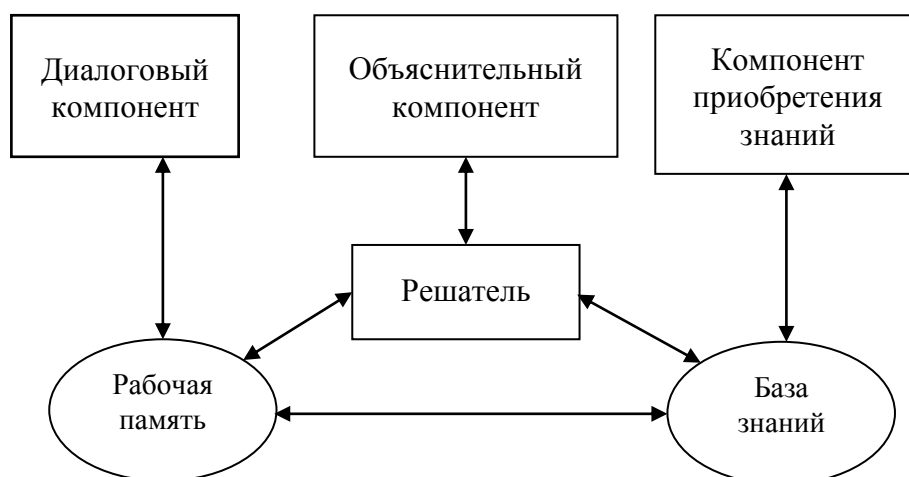 Диалоговый
компонент
Объяснительный
компонент
Компонент
приобретения
знаний
Решатель
Рабочая
память
База
знаний